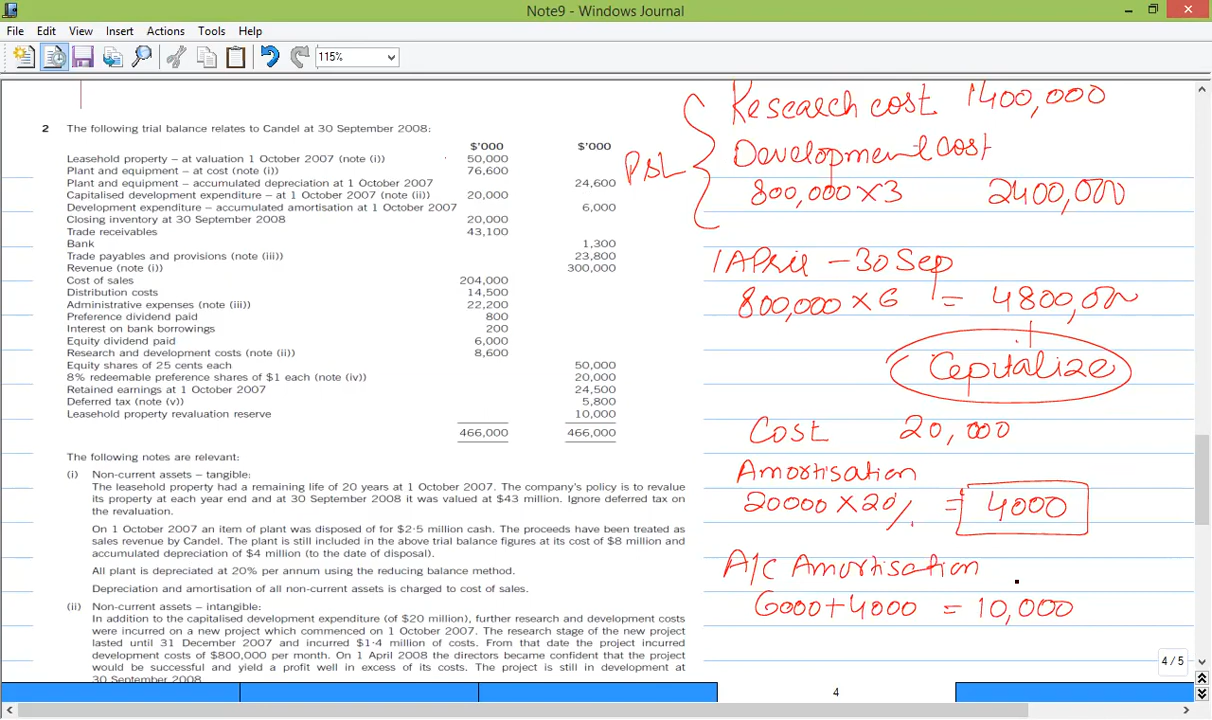 Note9 - Windows Journal
File Edit View Insert Actions Tools Help
115%
2 The following trial balance relates to Candel at 30 September 2008:
$'000 $'000
Leasehold property – at valuation 1 October 2007 (note (i)) 50,000
Plant and equipment – at cost (note (i)) 76,600
Plant and equipment – accumulated depreciation at 1 October 2007 24,600
Capitalised development expenditure – at 1 October 2007 (note (ii)) 20,000
Development expenditure – accumulated amortisation at 1 October 2007 6,000
Closing inventory at 30 September 2008 20,000
Trade receivables 43,100
Bank 1,300
Trade payables and provisions (note (iii)) 23,800
Revenue (note (i)) 300,000
Cost of sales 204,000
Distribution costs 14,500
Administrative expenses (note (iii)) 22,200
Preference dividend paid 800
Interest on bank borrowings 200
Equity dividend paid 6,000
Research and development costs (note (ii)) 8,600
Equity shares of 25 cents each 50,000
8% redeemable preference shares of $1 each (note (iv)) 20,000
Retained earnings at 1 October 2007 24,500
Deferred tax (note (v)) 5,800
Leasehold property revaluation reserve 10,000
466,000 466,000
The following notes are relevant:
(i) Non-current assets – tangible:
The leasehold property had a remaining life of 20 years at 1 October 2007. The company's policy is to revalue
its property at each year end and at 30 September 2008 it was valued at $43 million. Ignore deferred tax on
the revaluation.
On 1 October 2007 an item of plant was disposed of for $2·5 million cash. The proceeds have been treated as
sales revenue by Candel. The plant is still included in the above trial balance figures at its cost of $8 million and
accumulated depreciation of $4 million (to the date of disposal).
All plant is depreciated at 20% per annum using the reducing balance method.
Depreciation and amortisation of all non-current assets is charged to cost of sales.
(ii) Non-current assets – intangible:
In addition to the capitalised development expenditure (of $20 million), further research and development costs
were incurred on a new project which commenced on 1 October 2007. The research stage of the new project
lasted until 31 December 2007 and incurred $1·4 million of costs. From that date the project incurred
development costs of $800,000 per month. On 1 April 2008 the directors became confident that the project
would be successful and yield a profit well in excess of its costs. The project is still in development at
30 September 2008.
Research cost 1400,000
Development cost
P&L
800,000 × 3 2400,000
1 April – 30 Sep
800,000 × 6 = 4800,000
Capitalize
Cost 20,000
Amortisation
20000 × 20% = 4000
A/C Amortisation
6000+4000 = 10,000
4/5
4